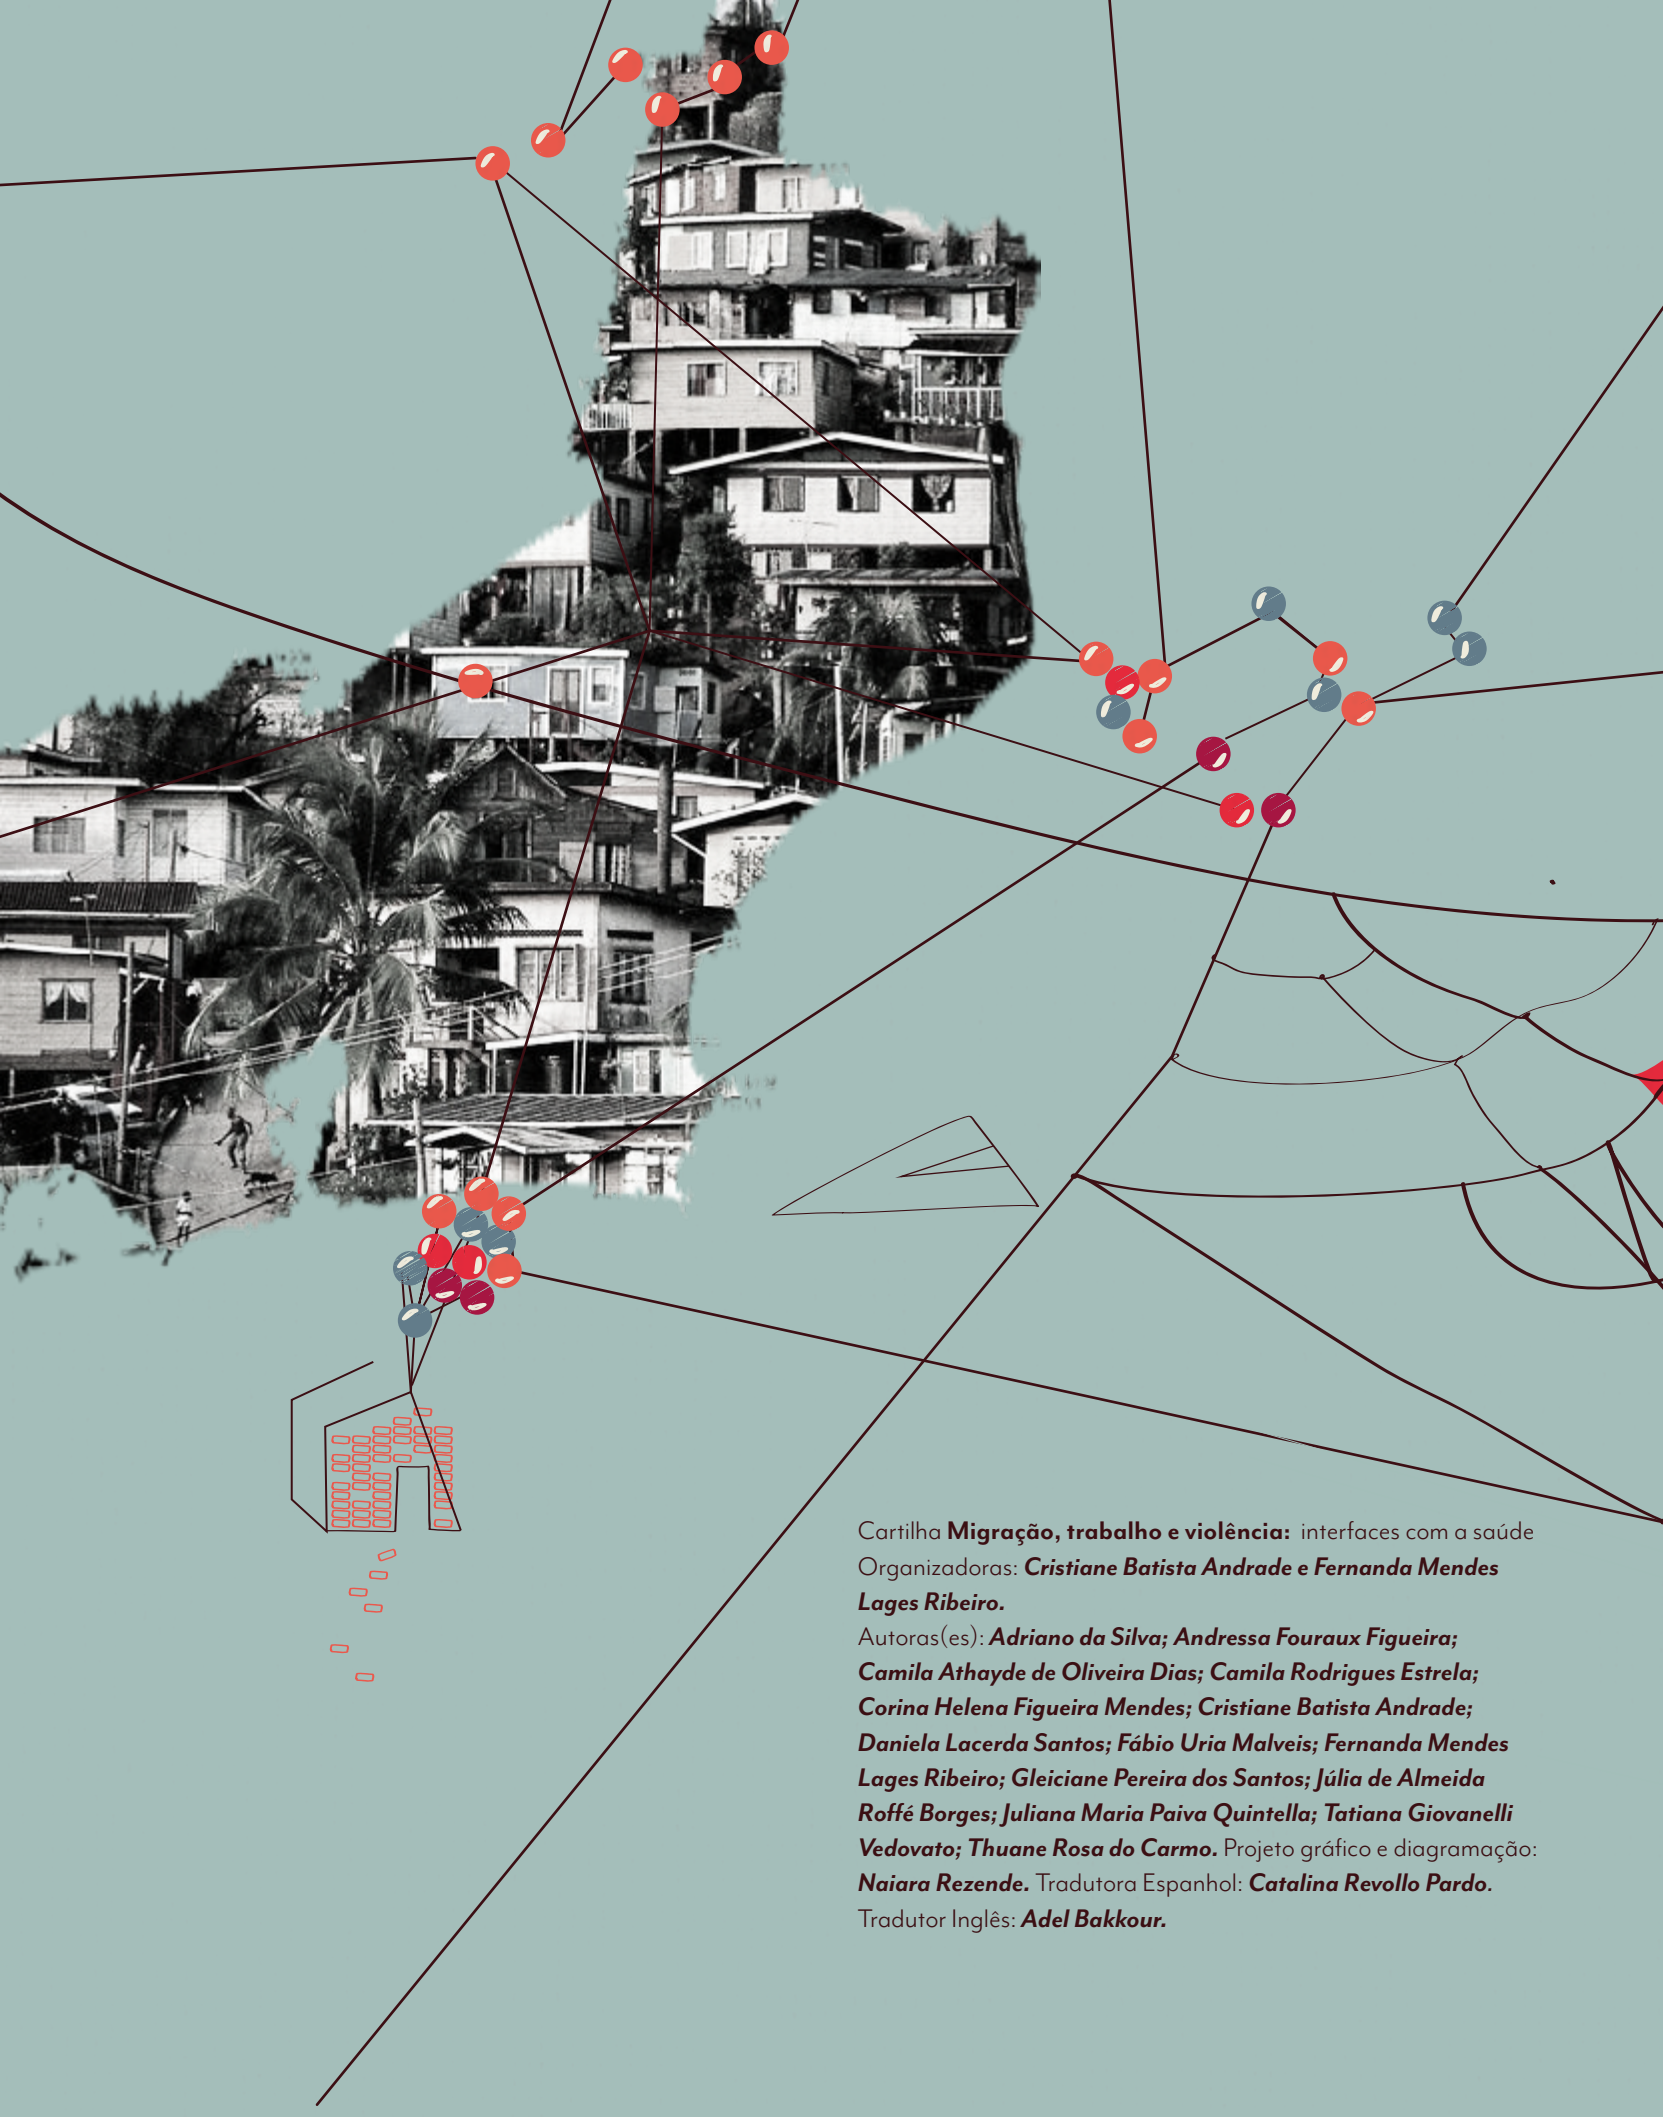 Cartilha Migração, trabalho e violência: interfaces com a saúde
Organizadoras: Cristiane Batista Andrade e Fernanda Mendes
Lages Ribeiro.
Autoras(es): Adriano da Silva; Andressa Fouraux Figueira;
Camila Athayde de Oliveira Dias; Camila Rodrigues Estrela;
Corina Helena Figueira Mendes; Cristiane Batista Andrade;
Daniela Lacerda Santos; Fábio Uria Malveis; Fernanda Mendes
Lages Ribeiro; Gleiciane Pereira dos Santos; Júlia de Almeida
Roffé Borges; Juliana Maria Paiva Quintella; Tatiana Giovanelli
Vedovato; Thuane Rosa do Carmo. Projeto gráfico e diagramação:
Naiara Rezende. Tradutora Espanhol: Catalina Revollo Pardo.
Tradutor Inglês: Adel Bakkour.